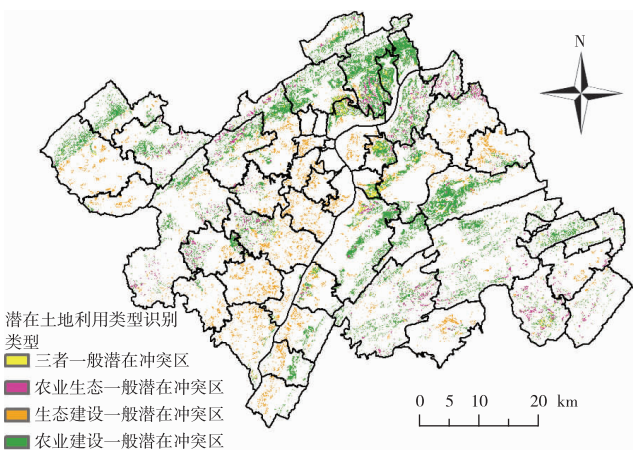 N
潜在土地利用类型识别
类型
三者一般潜在冲突区
农业生态一般潜在冲突区
生态建设一般潜在冲突区
农业建设一般潜在冲突区
0 5 10 20 km